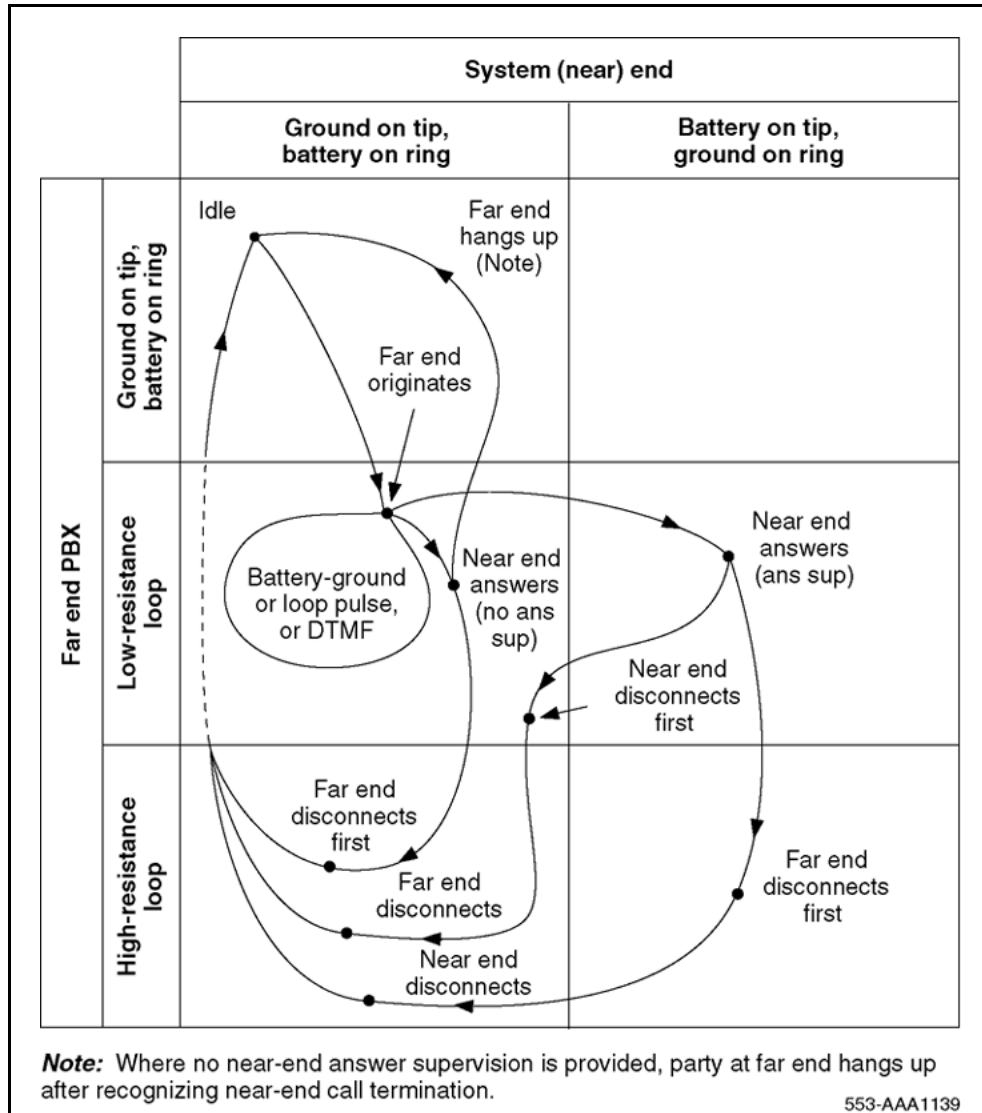 System (near) end
Ground on tip,
battery on ring
Battery on tip,
ground on ring
Far end PBX
Ground on tip,
battery on ring
Idle
Far end
hangs up
(Note)
Far end
originates
Low-resistance
loop
Battery-ground
or loop pulse,
or DTMF
Near end
answers
(no ans
sup)
Near end
answers
(ans sup)
Near end
disconnects
first
High-resistance
loop
Far end
disconnects
first
Far end
disconnects
Near end
disconnects
Far end
disconnects
first
Note: Where no near-end answer supervision is provided, party at far end hangs up
after recognizing near-end call termination.
553-AAA1139